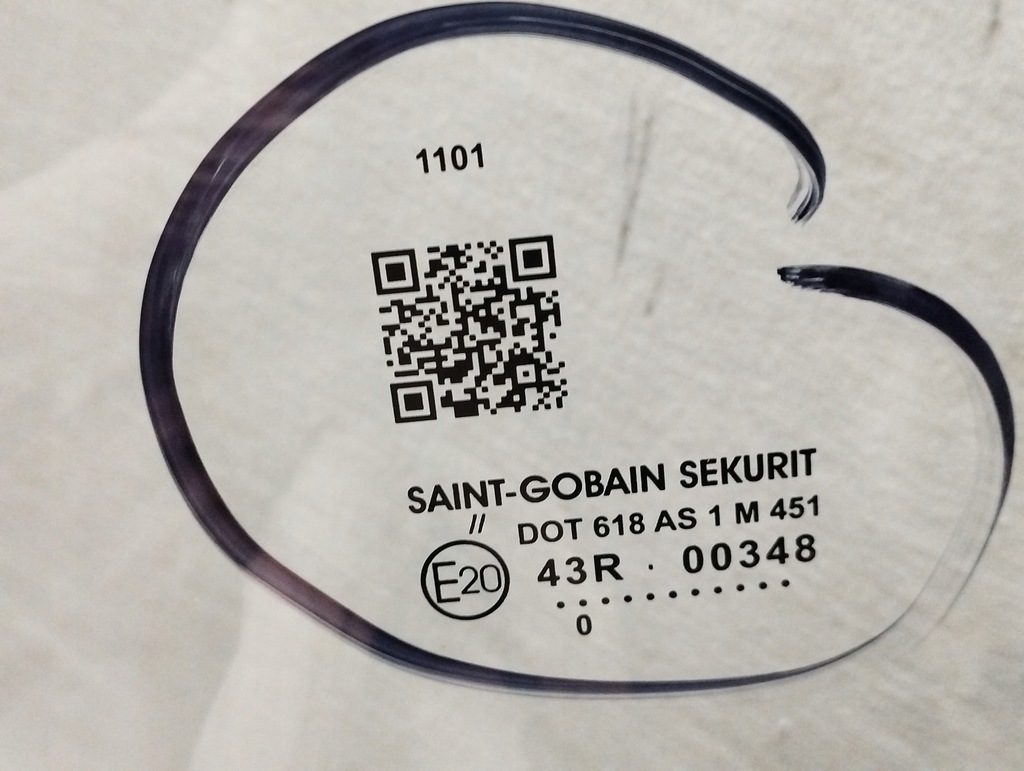 1101
SAINT-GOBAIN SEKURIT
// DOT 618 AS 1 M 451
E20 43R . 00348
. . . . . . . . . . .
0